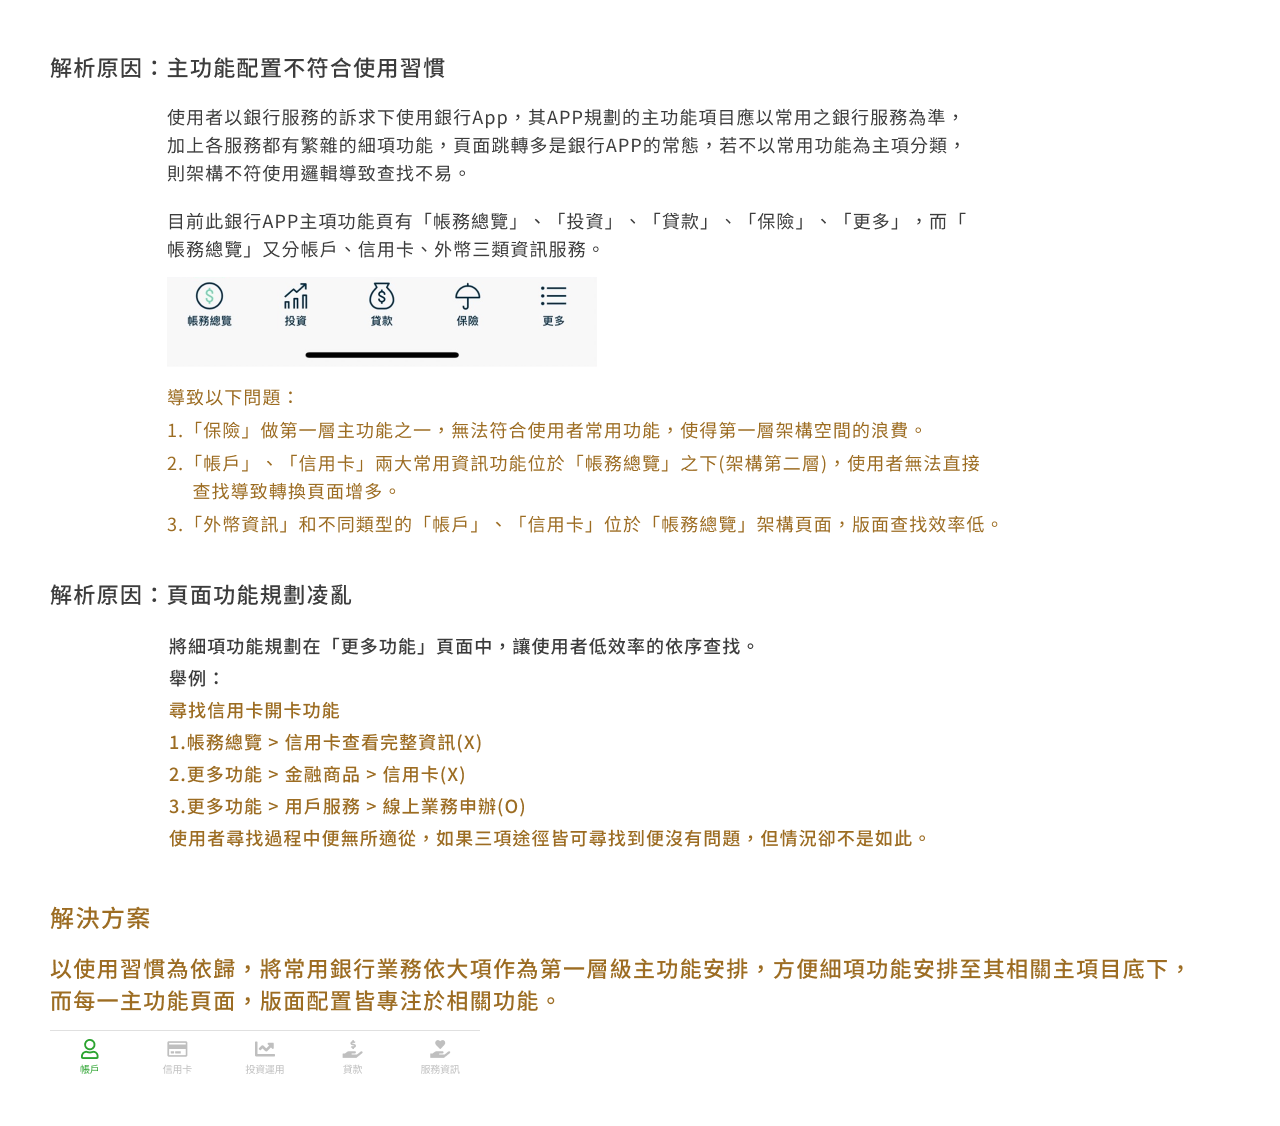 解析原因：主功能配置不符合使用習慣
使用者以銀行服務的訴求下使用銀行App，其APP規劃的主功能項目應以常用之銀行服務為準，
加上各服務都有繁雜的細項功能，頁面跳轉多是銀行APP的常態，若不以常用功能為主項分類，
則架構不符使用邏輯導致查找不易。
目前此銀行APP主項功能頁有「帳務總覽」、「投資」、「貸款」、「保險」、「更多」，而「
帳務總覽」又分帳戶、信用卡、外幣三類資訊服務。
帳務總覽 投資 貸款 保險 更多
導致以下問題：
1.「保險」做第一層主功能之一，無法符合使用者常用功能，使得第一層架構空間的浪費。
2.「帳戶」、「信用卡」兩大常用資訊功能位於「帳務總覽」之下(架構第二層)，使用者無法直接
查找導致轉換頁面增多。
3.「外幣資訊」和不同類型的「帳戶」、「信用卡」位於「帳務總覽」架構頁面，版面查找效率低。
解析原因：頁面功能規劃凌亂
將細項功能規劃在「更多功能」頁面中，讓使用者低效率的依序查找。
舉例：
尋找信用卡開卡功能
1.帳務總覽 > 信用卡查看完整資訊(X)
2.更多功能 > 金融商品 > 信用卡(X)
3.更多功能 > 用戶服務 > 線上業務申辦(O)
使用者尋找過程中便無所適從，如果三項途徑皆可尋找到便沒有問題，但情況卻不是如此。
解決方案
以使用習慣為依歸，將常用銀行業務依大項作為第一層級主功能安排，方便細項功能安排至其相關主項目底下，
而每一主功能頁面，版面配置皆專注於相關功能。
帳戶 信用卡 投資運用 貸款 服務資訊